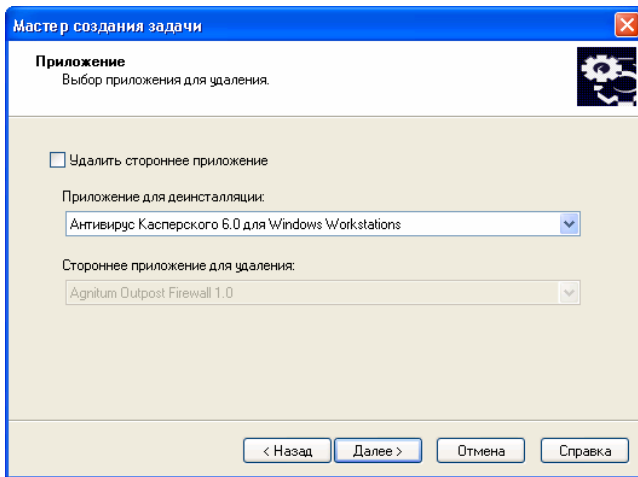 Мастер создания задачи
Приложение
Выбор приложения для удаления.
Удалить стороннее приложение
Приложение для деинсталляции:
Антивирус Касперского 6.0 для Windows Workstations
Стороннее приложение для удаления:
Agnitum Outpost Firewall 1.0
< Назад Далее > Отмена Справка